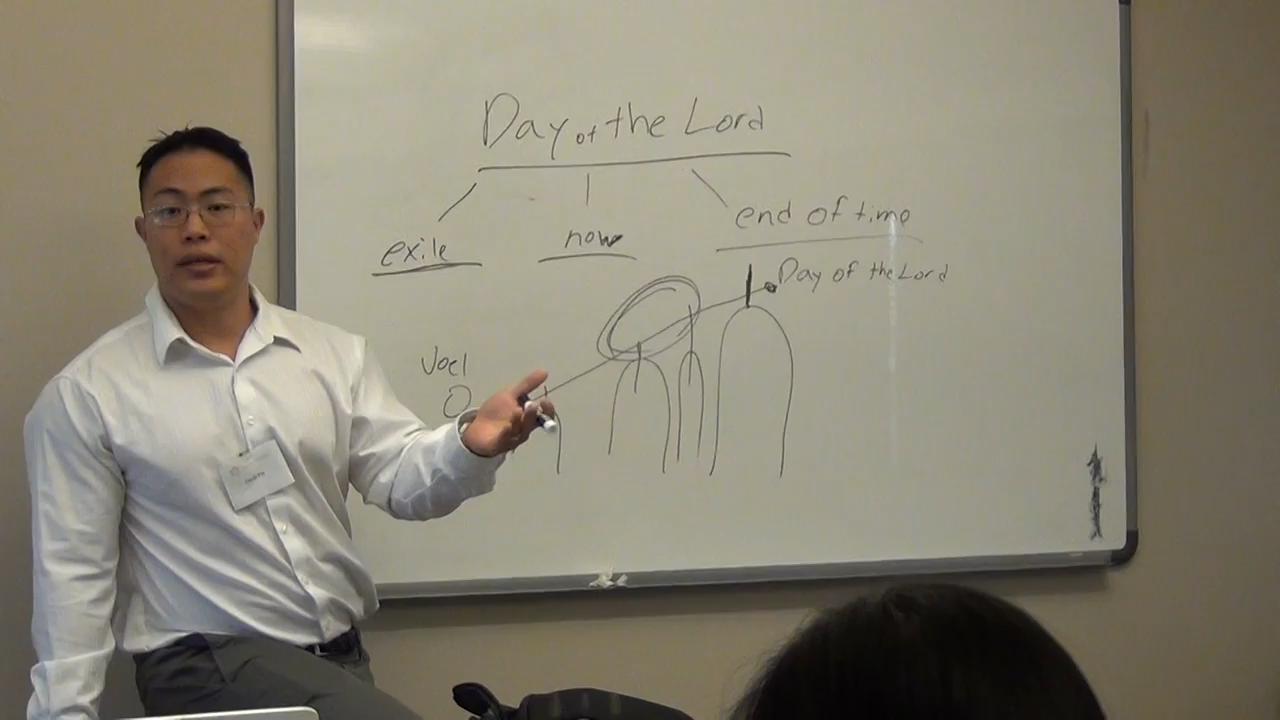 Day of the Lord
exile
now
end of time
Day of the Lord
Joel